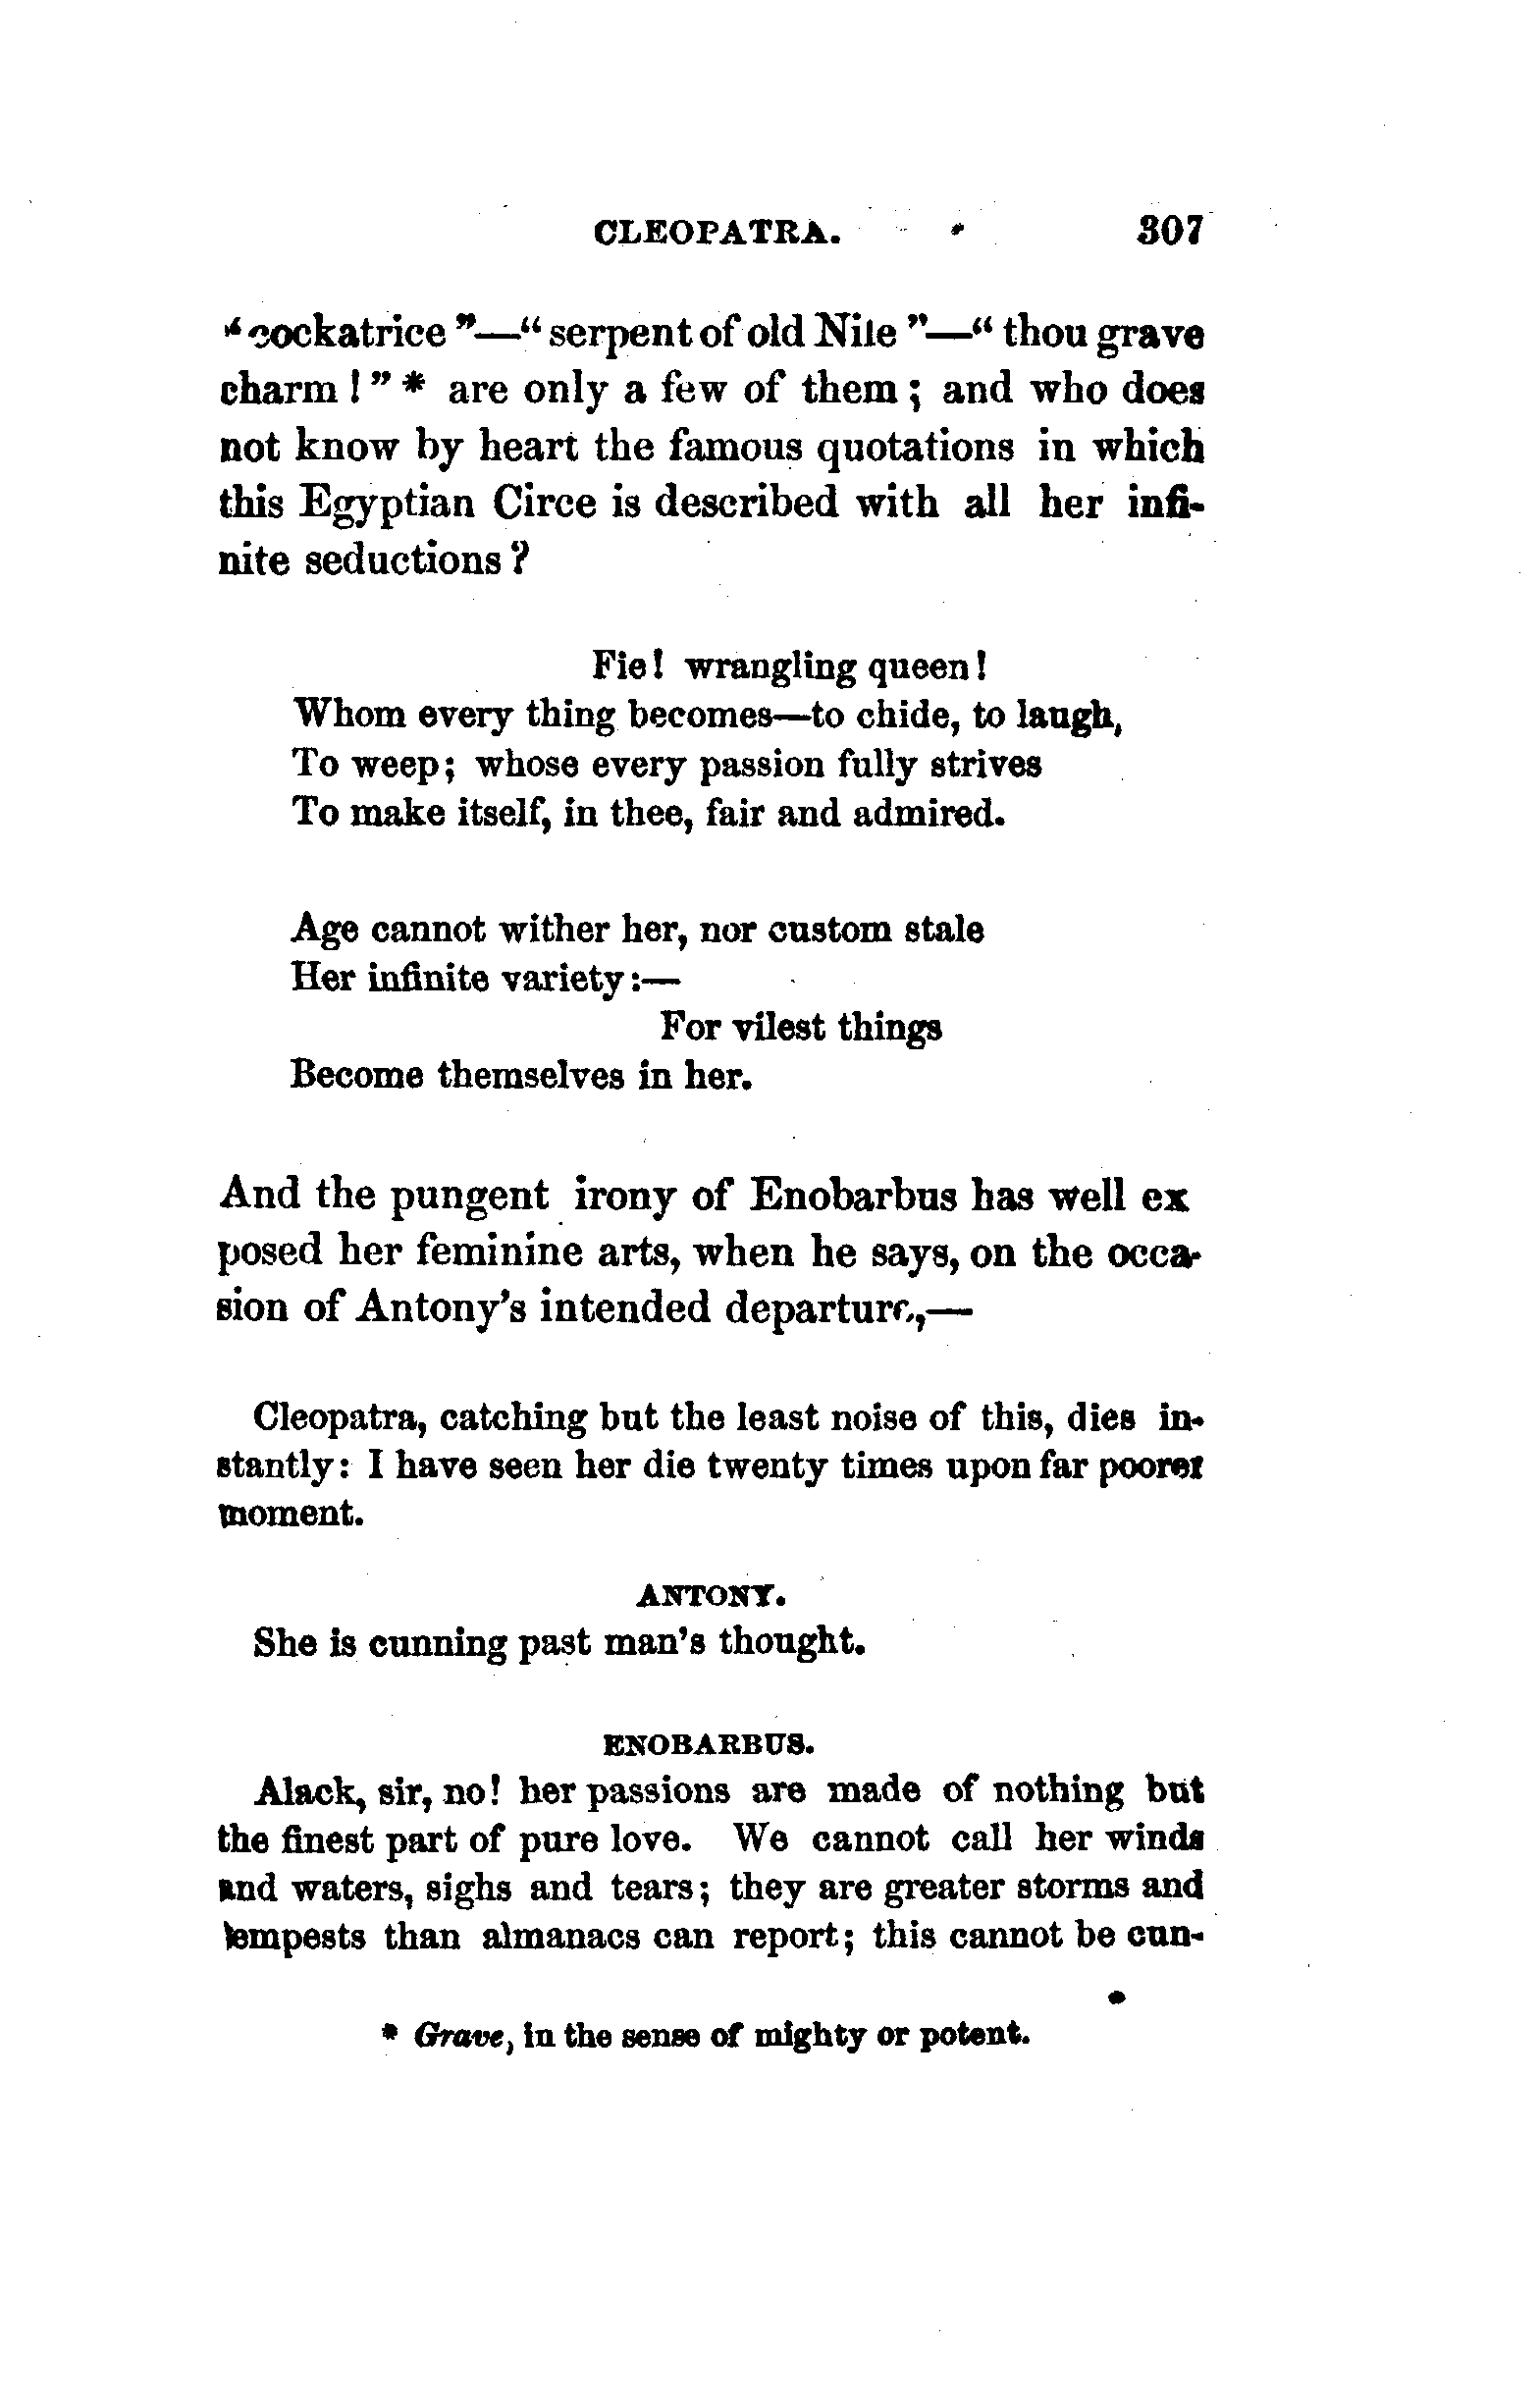 CLEOPATRA. 307
"cockatrice"—"serpent of old Nile"—"thou grave
charm!"* are only a few of them; and who does
not know by heart the famous quotations in which
this Egyptian Circe is described with all her infi-
nite seductions?
Fie! wrangling queen!
Whom every thing becomes—to chide, to laugh,
To weep; whose every passion fully strives
To make itself, in thee, fair and admired.
Age cannot wither her, nor custom stale
Her infinite variety:—
For vilest things
Become themselves in her.
And the pungent irony of Enobarbus has well ex
posed her feminine arts, when he says, on the occa-
sion of Antony's intended departure,—
Cleopatra, catching but the least noise of this, dies in-
stantly: I have seen her die twenty times upon far poorer
moment.
ANTONY.
She is cunning past man's thought.
ENOBARBUS.
Alack, sir, no! her passions are made of nothing but
the finest part of pure love. We cannot call her winds
and waters, sighs and tears; they are greater storms and
tempests than almanacs can report; this cannot be cun-
* Grave, in the sense of mighty or potent.